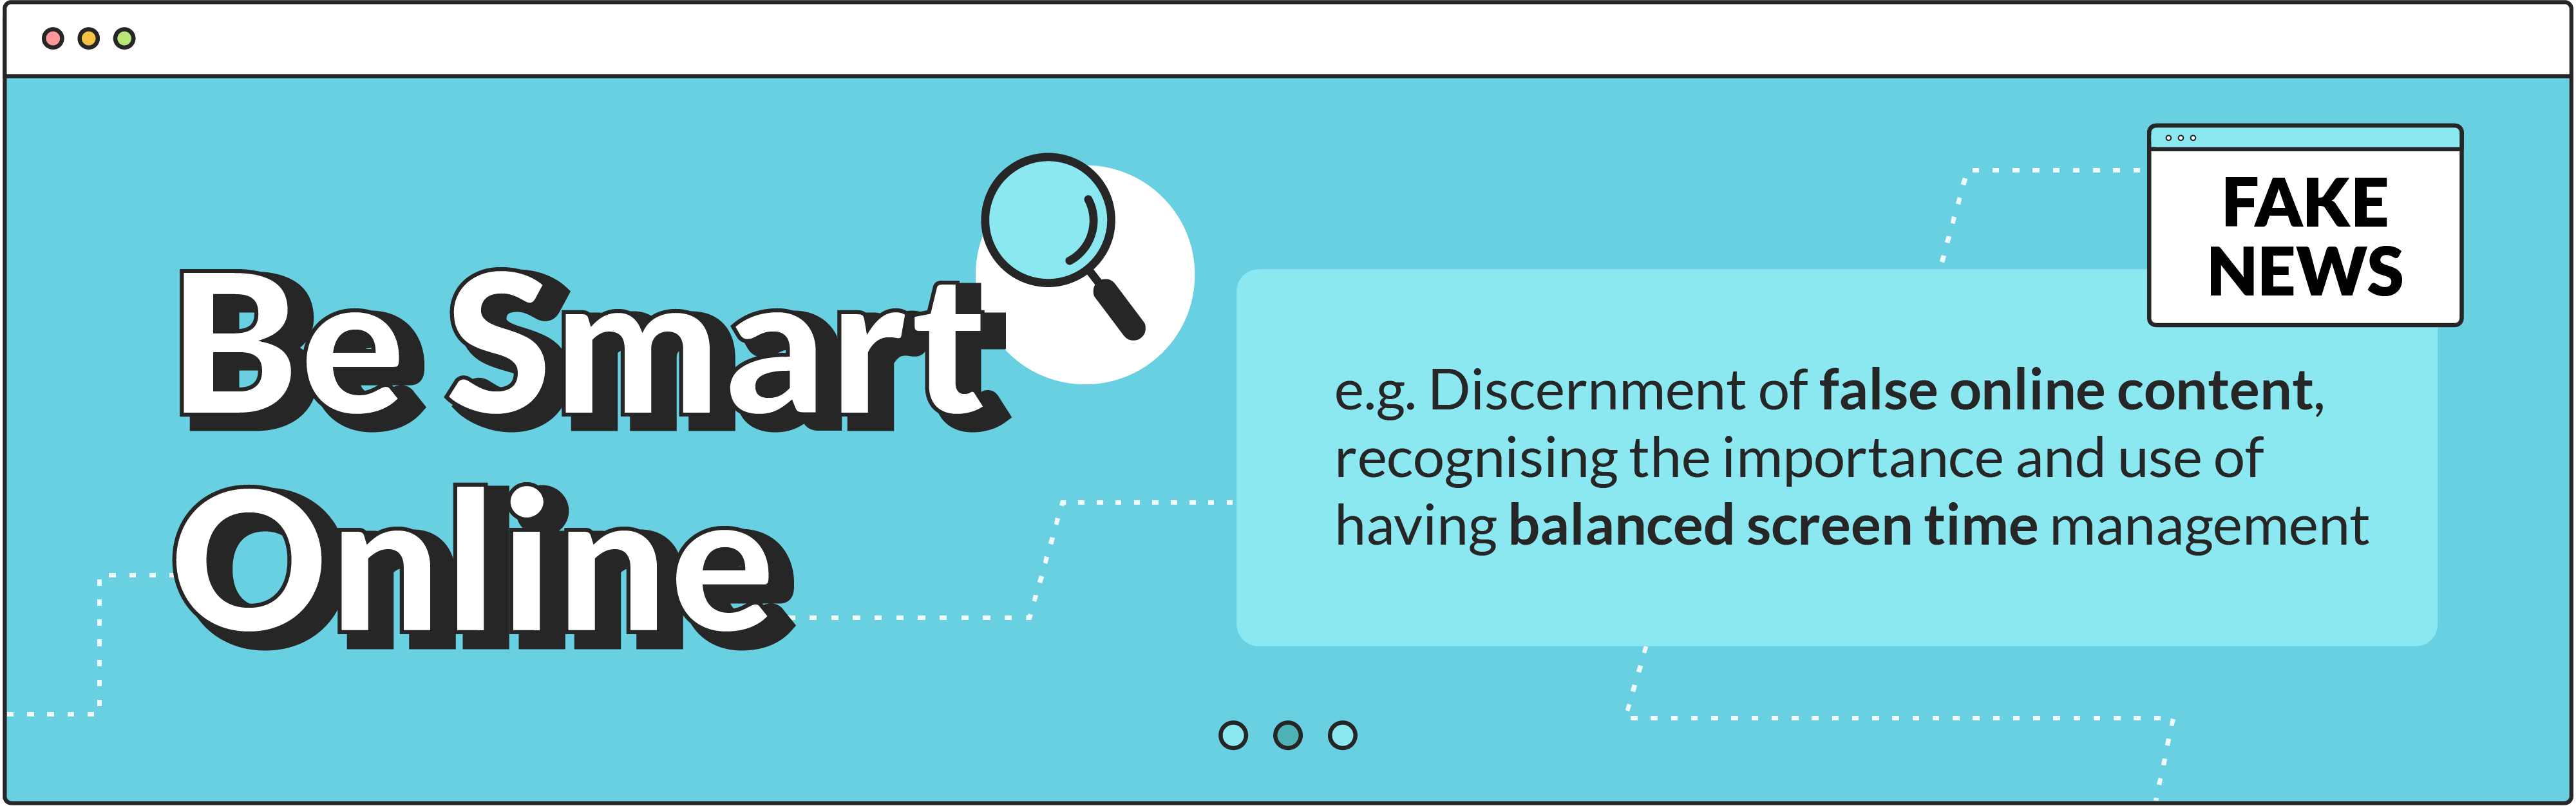 Be Smart
Online
FAKE
NEWS
e.g. Discernment of false online content,
recognising the importance and use of
having balanced screen time management